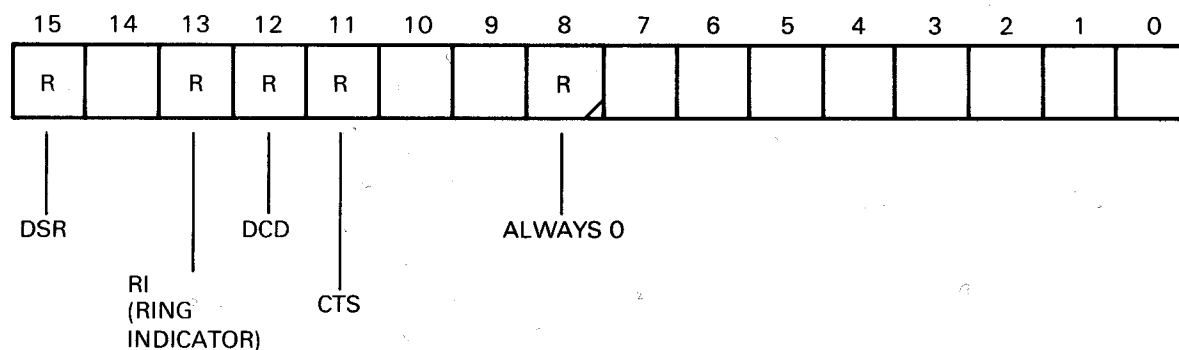 15 14 13 12 11 10 9 8 7 6 5 4 3 2 1 0
R R R R R
DSR DCD ALWAYS 0
RI
(RING CTS
INDICATOR)